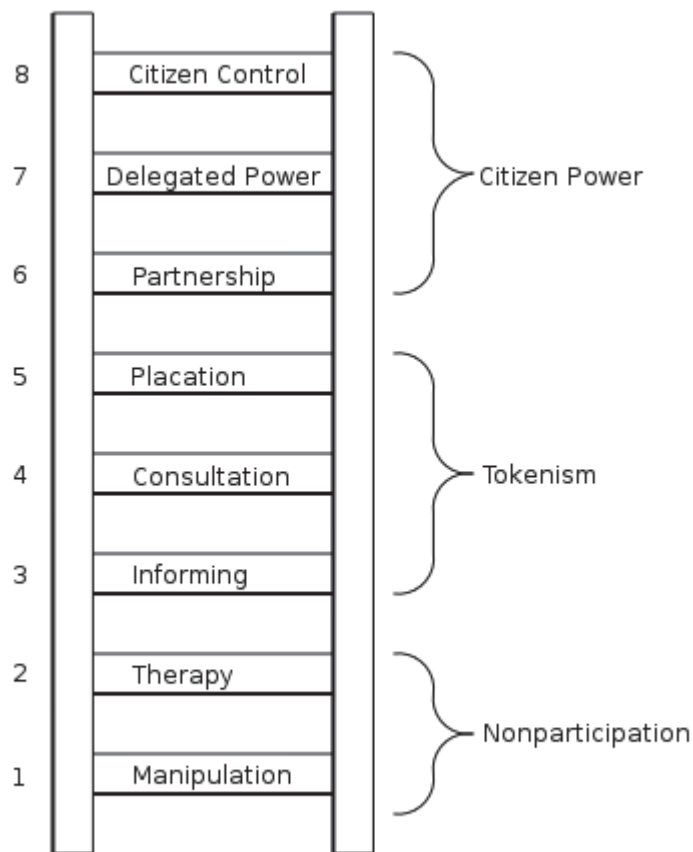 8 Citizen Control
7 Delegated Power Citizen Power
6 Partnership
5 Placation
4 Consultation Tokenism
3 Informing
2 Therapy
Nonparticipation
1 Manipulation